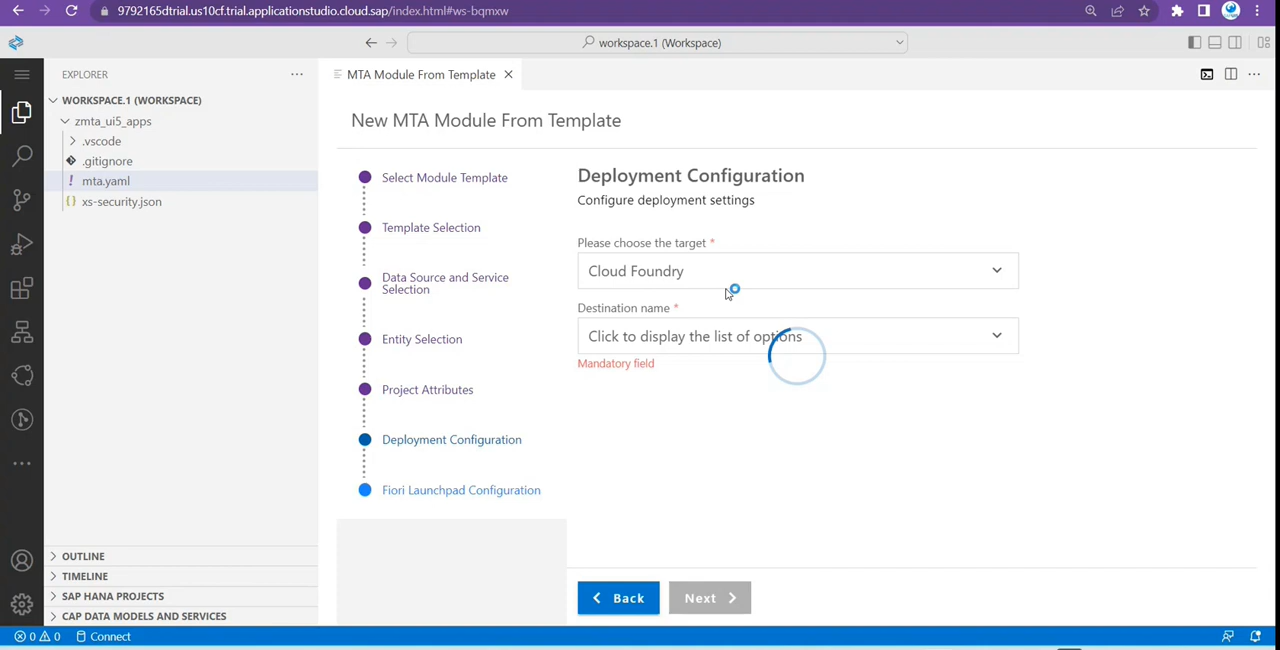 9792165dtrial.us10cf.trial.applicationstudio.cloud.sap/index.html#ws-bqmxw
workspace.1 (Workspace)
EXPLORER
MTA Module From Template
WORKSPACE.1 (WORKSPACE)
zmta_ui5_apps
.vscode
.gitignore
mta.yaml
xs-security.json
New MTA Module From Template
Select Module Template
Template Selection
Data Source and Service
Selection
Entity Selection
Project Attributes
Deployment Configuration
Fiori Launchpad Configuration
Deployment Configuration
Configure deployment settings
Please choose the target *
Cloud Foundry
Destination name *
Click to display the list of options
Mandatory field
Back
Next
OUTLINE
TIMELINE
SAP HANA PROJECTS
CAP DATA MODELS AND SERVICES
0 0 Connect